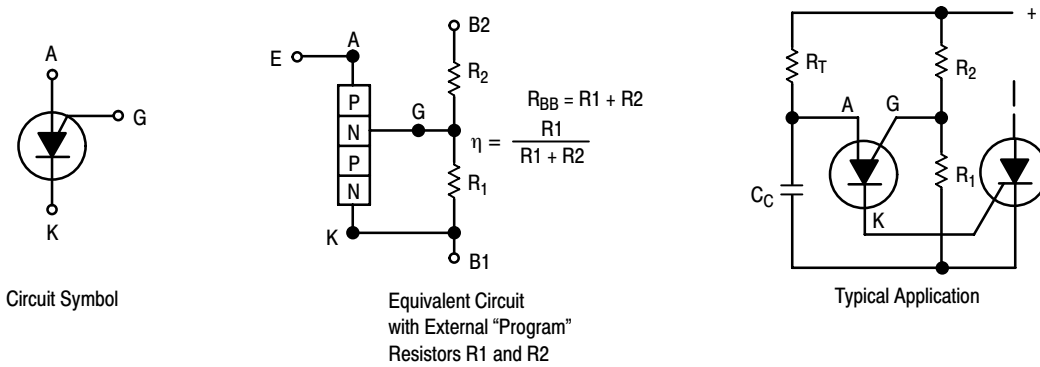 A
G
K
Circuit Symbol
B2
A
E
R2
P
N
P
N
G
RBB = R1 + R2
η = R1
R1 + R2
R1
K
B1
Equivalent Circuit
with External “Program”
Resistors R1 and R2
+
RT
R2
A
G
CC
R1
K
Typical Application